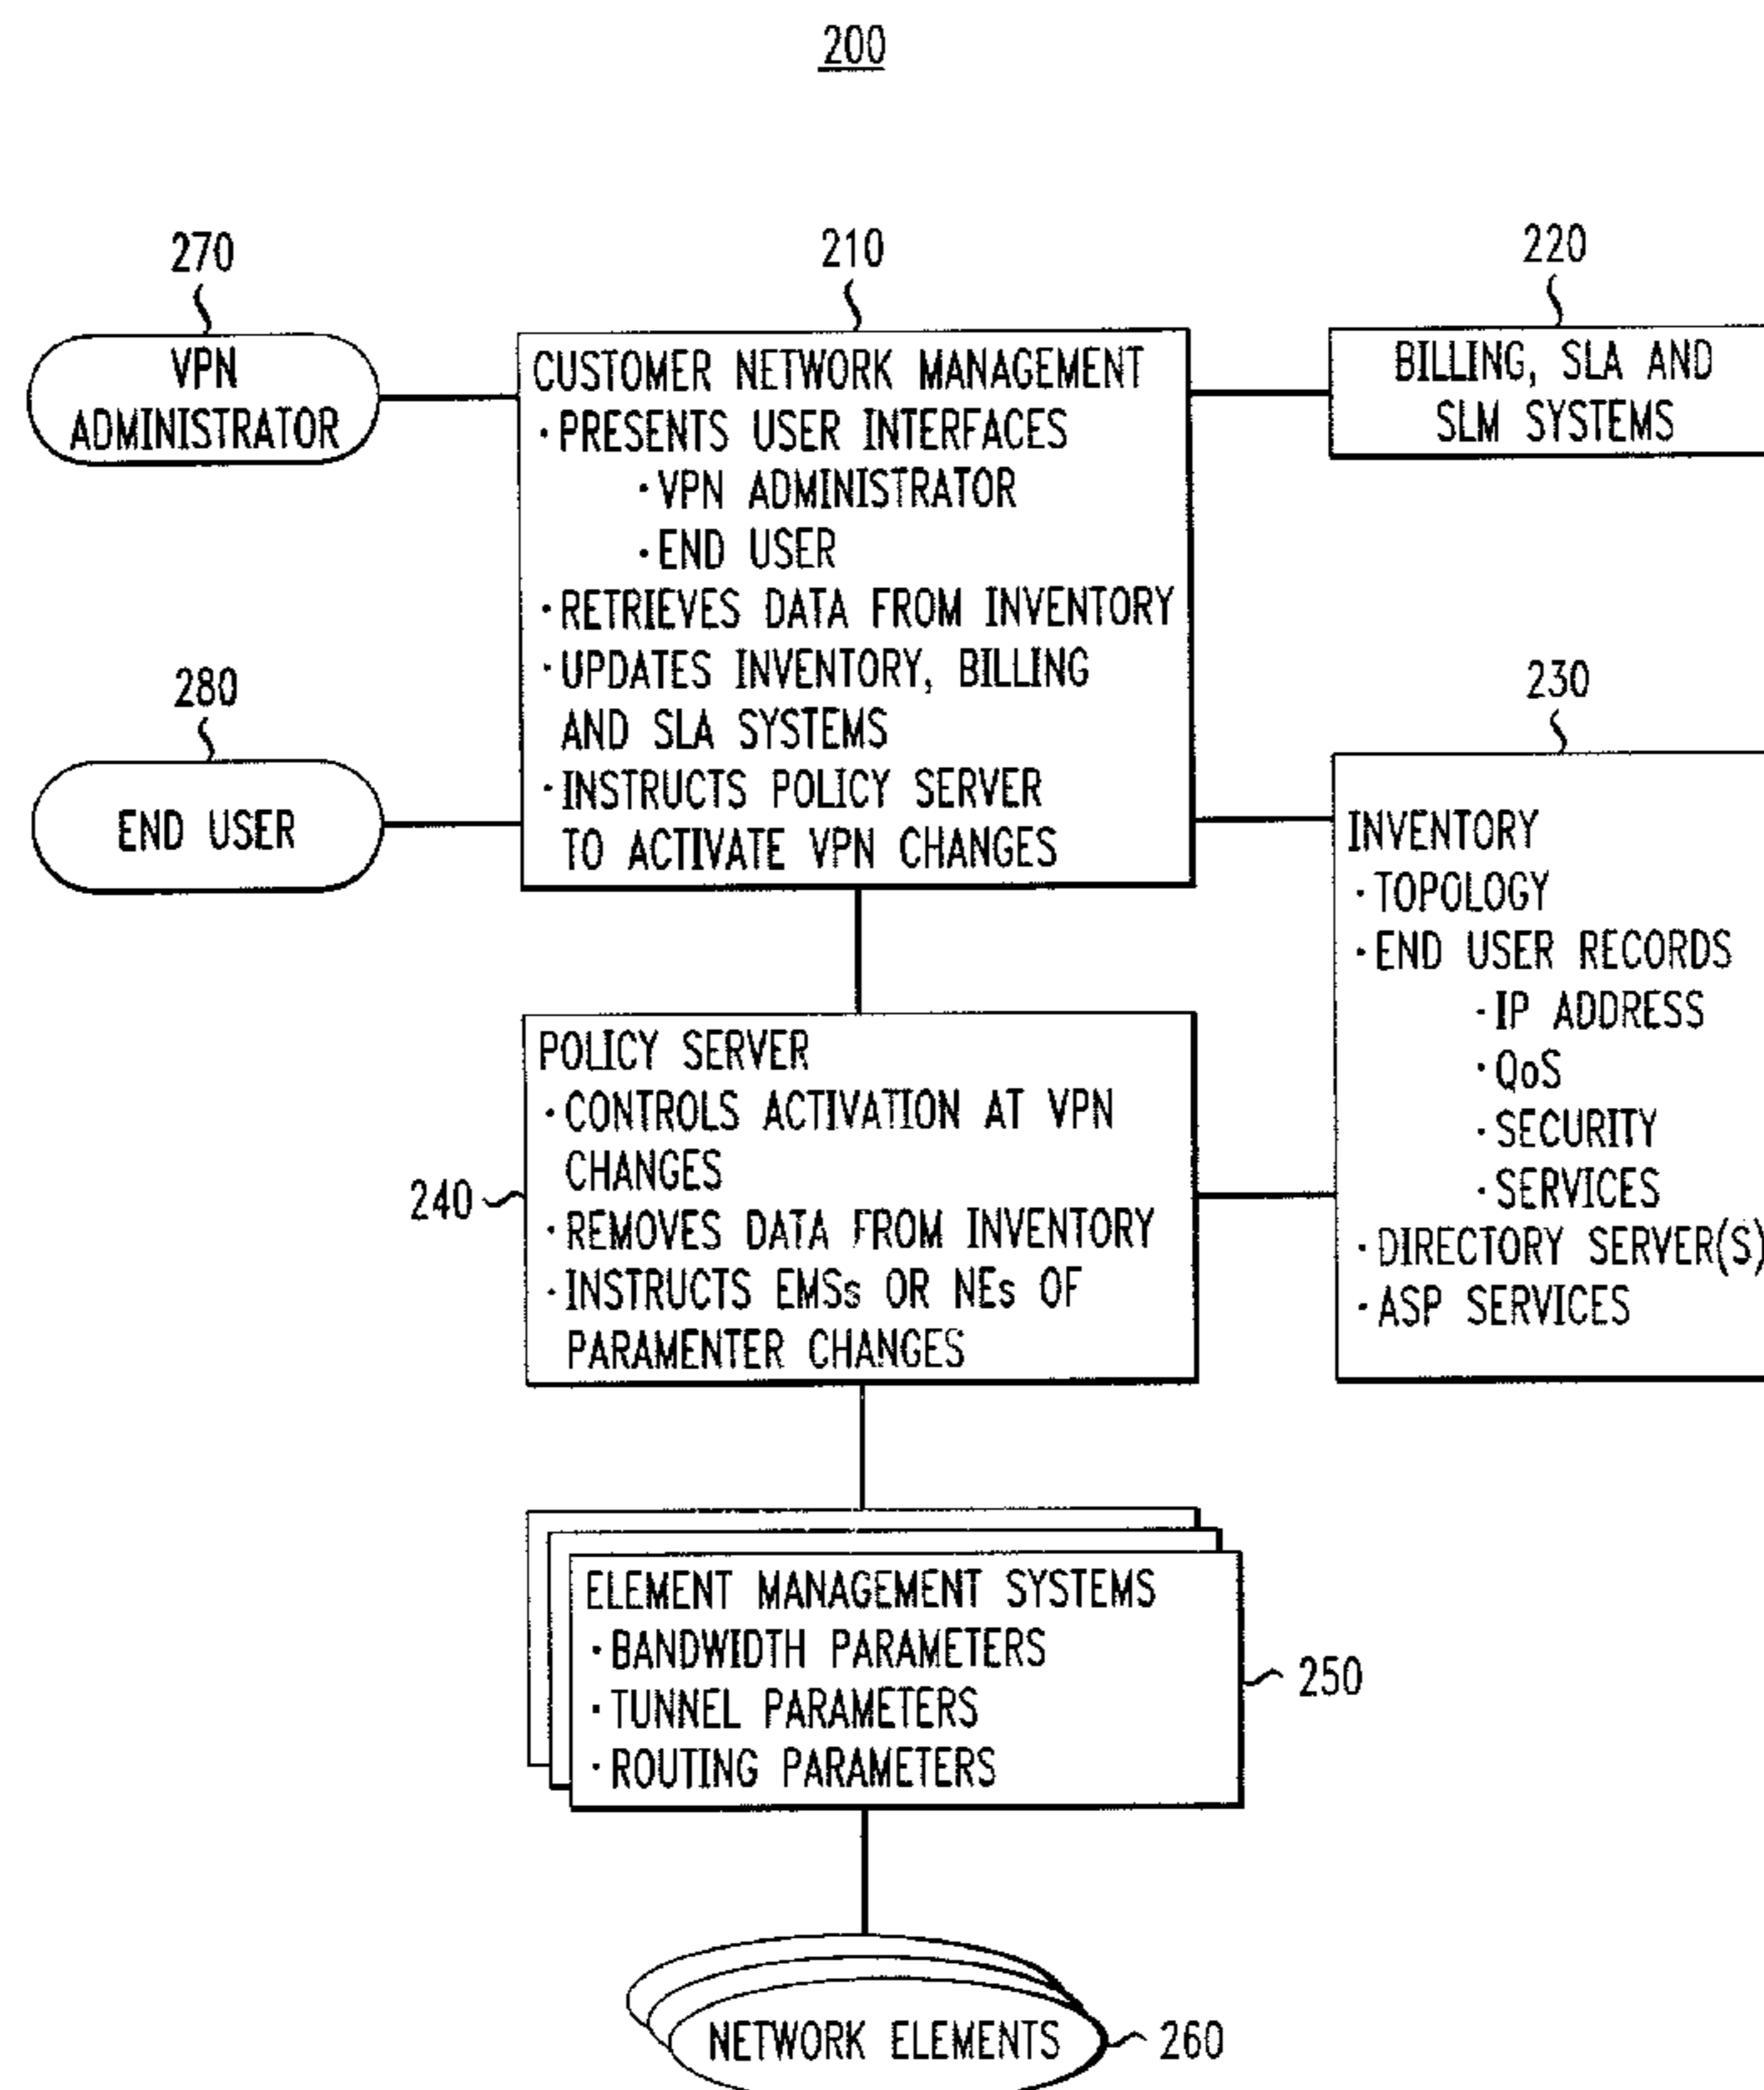 200
270
VPN
ADMINISTRATOR
210
CUSTOMER NETWORK MANAGEMENT
· PRESENTS USER INTERFACES
· VPN ADMINISTRATOR
· END USER
· RETRIEVES DATA FROM INVENTORY
· UPDATES INVENTORY, BILLING
AND SLA SYSTEMS
· INSTRUCTS POLICY SERVER
TO ACTIVATE VPN CHANGES
220
BILLING, SLA AND
SLM SYSTEMS
280
END USER
230
INVENTORY
· TOPOLOGY
· END USER RECORDS
· IP ADDRESS
· QoS
· SECURITY
· SERVICES
· DIRECTORY SERVER(S)
· ASP SERVICES
240
POLICY SERVER
· CONTROLS ACTIVATION AT VPN
CHANGES
· REMOVES DATA FROM INVENTORY
· INSTRUCTS EMSs OR NEs OF
PARAMENTER CHANGES
ELEMENT MANAGEMENT SYSTEMS
· BANDWIDTH PARAMETERS
· TUNNEL PARAMETERS
· ROUTING PARAMETERS
250
NETWORK ELEMENTS
260